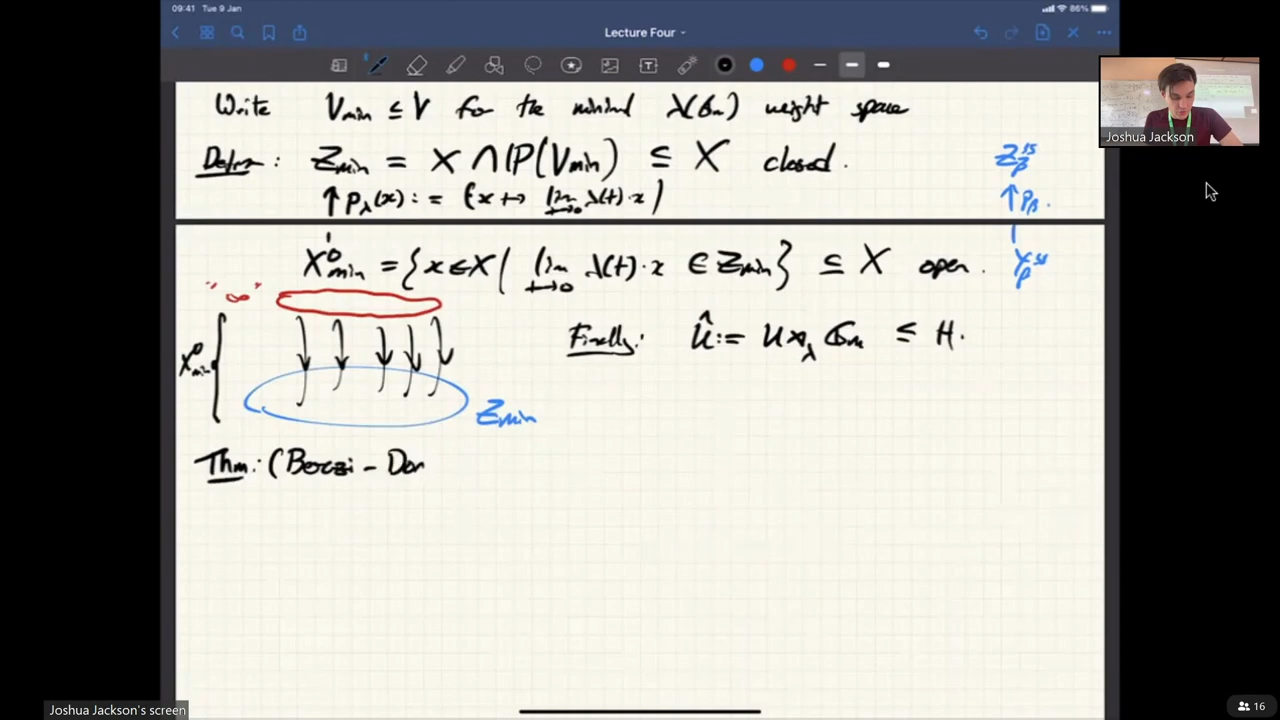 09:41 Tue 9 Jan
86%
Lecture Four
Write V_min ≤ V for the minimal λ(G_m) weight space
Defn: Z_min = X ∩ P(V_min) ⊆ X closed.
↑ p_λ(x) := (x ↦ lim_{t→0} λ(t)·x)
Z_β^{ss}
↑ p_β.
Y_β^{ss}
X^0_min = {x ∈ X | lim_{t→0} λ(t)·x ∈ Z_min} ⊆ X open.
"∞"
X^0_min
Finally: Û := U ⋊_λ G_m ≤ H.
Z_min
Thm: (Berczi - Dor
Joshua Jackson
Joshua Jackson's screen
16